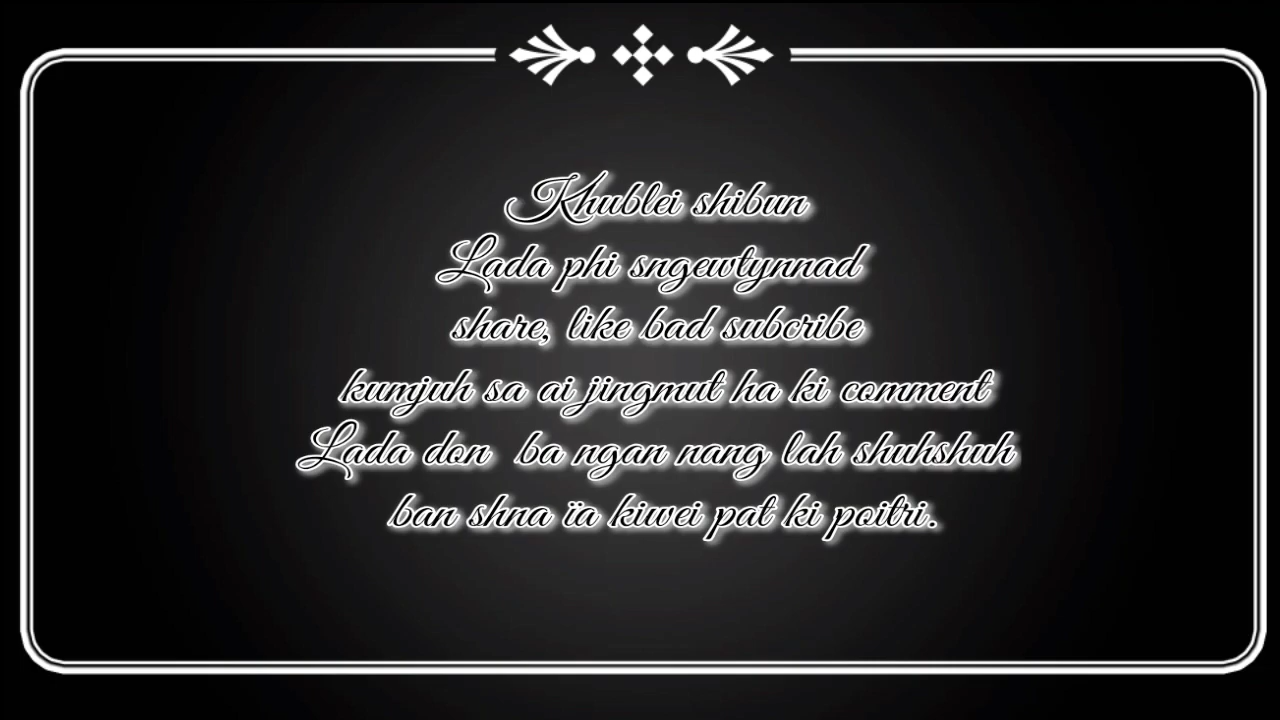 Khublei shibun
Lada phi sngewtynnad
share, like bad subcribe
kumjuh sa ai jingmut ha ki comment
Lada don ba ngan nang lah shuhshuh
ban shna ïa kiwei pat ki poitri.